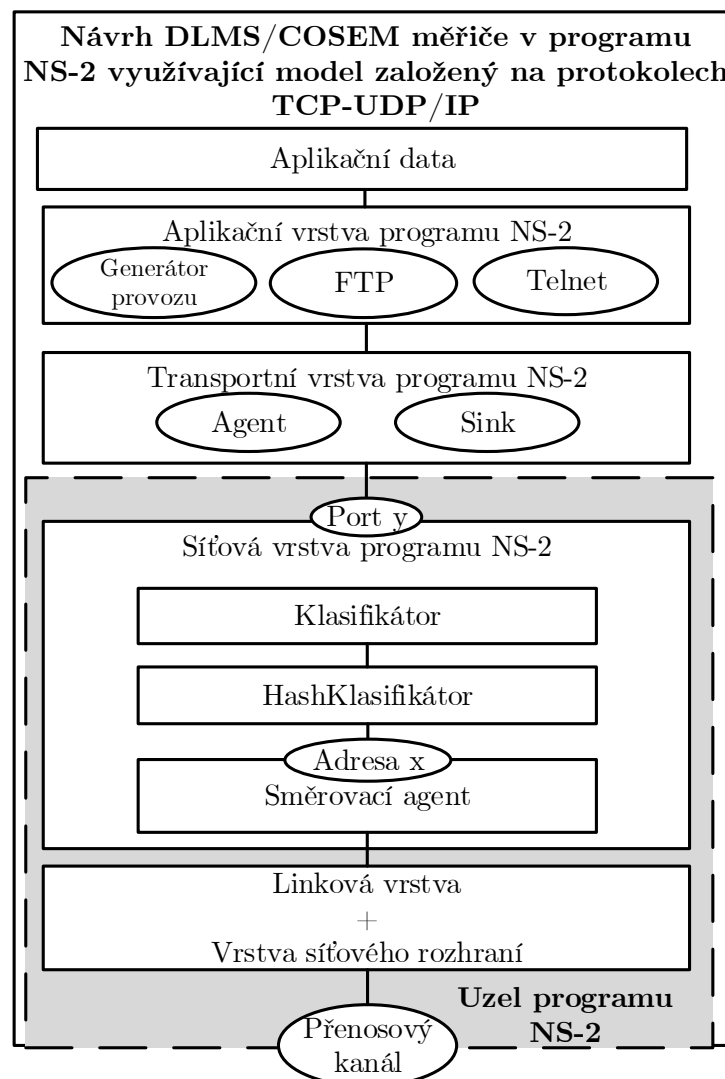 Návrh DLMS/COSEM měřiče v programu
NS-2 využívající model založený na protokolech
TCP-UDP/IP
Aplikační data
Aplikační vrstva programu NS-2
Generátor
provozu
FTP
Telnet
Transportní vrstva programu NS-2
Agent
Sink
Port y
Síťová vrstva programu NS-2
Klasifikátor
HashKlasifikátor
Adresa x
Směrovací agent
Linková vrstva
+
Vrstva síťového rozhraní
Uzel programu
NS-2
Přenosový
kanál